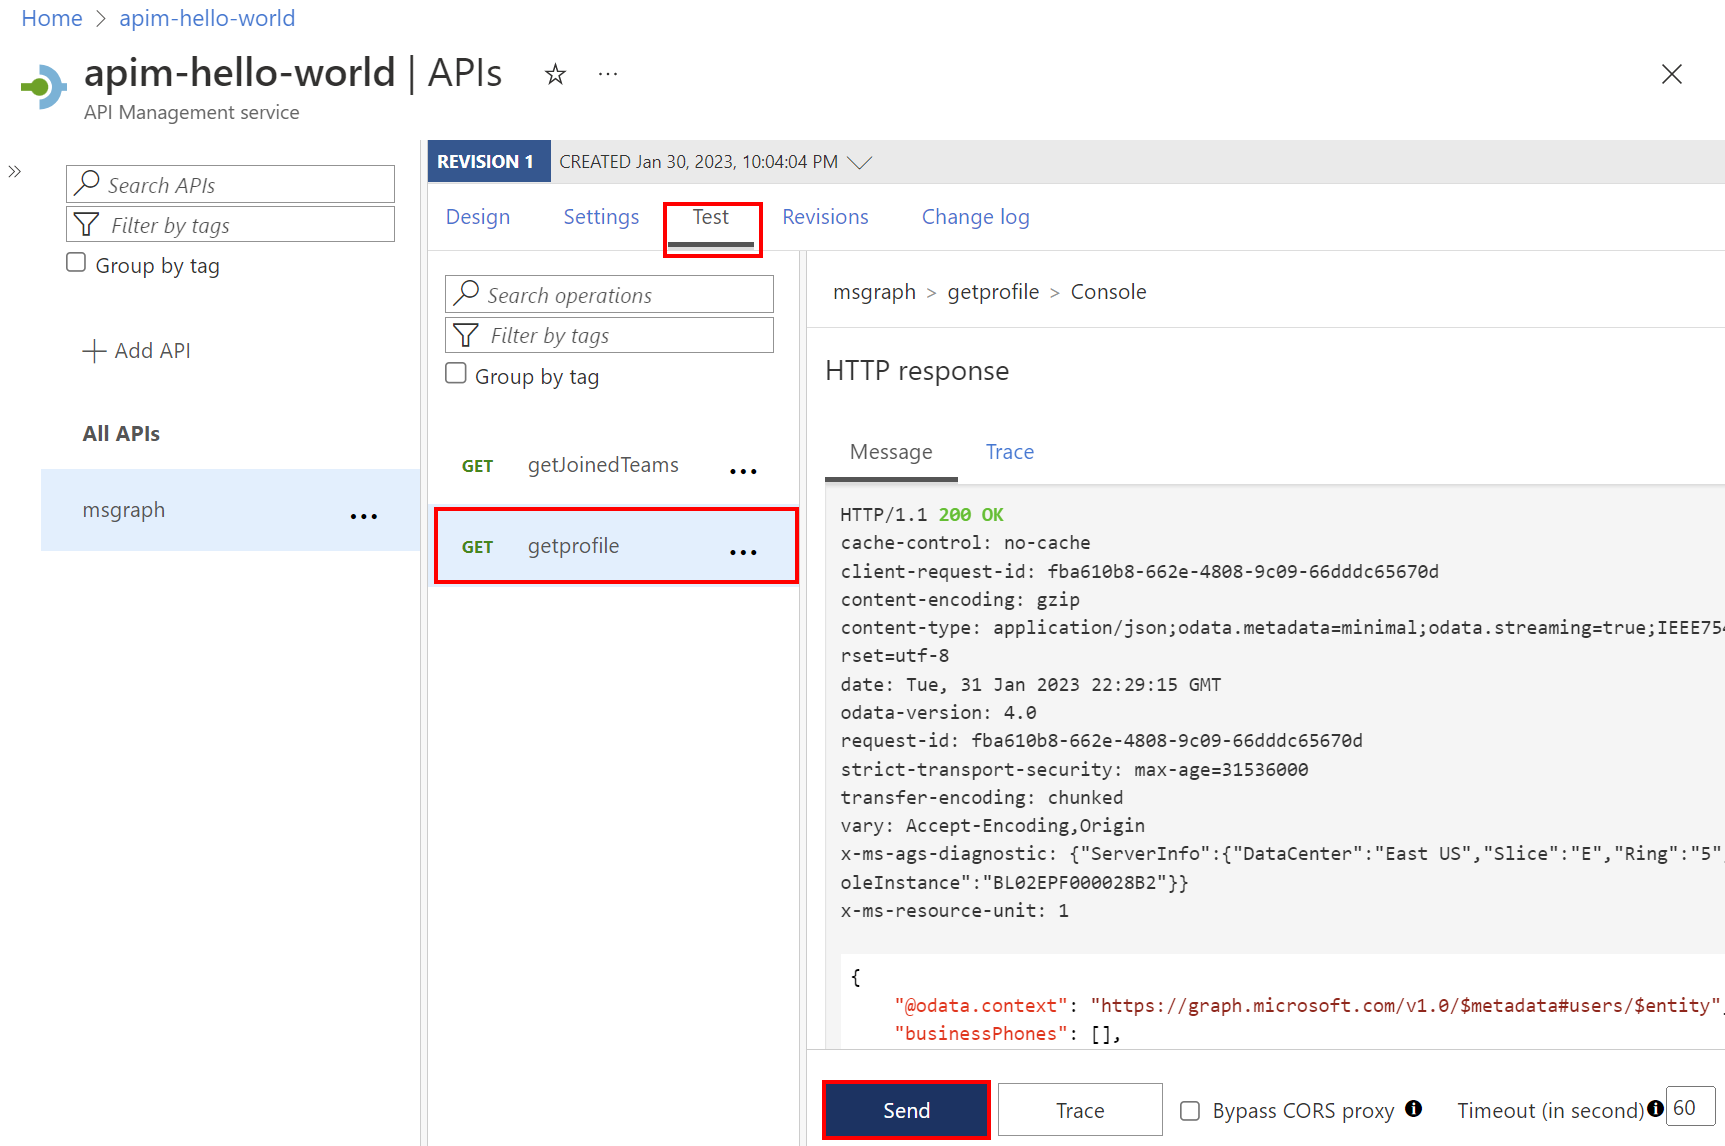 Home > apim-hello-world
apim-hello-world | APIs
API Management service
Search APIs
Filter by tags
Group by tag
Add API
All APIs
msgraph
REVISION 1 CREATED Jan 30, 2023, 10:04:04 PM
Design Settings Test Revisions Change log
Search operations
Filter by tags
Group by tag
GET getJoinedTeams
GET getprofile
msgraph > getprofile > Console
HTTP response
Message Trace
HTTP/1.1 200 OK
cache-control: no-cache
client-request-id: fba610b8-662e-4808-9c09-66dddc65670d
content-encoding: gzip
content-type: application/json;odata.metadata=minimal;odata.streaming=true;IEEE754
rset=utf-8
date: Tue, 31 Jan 2023 22:29:15 GMT
odata-version: 4.0
request-id: fba610b8-662e-4808-9c09-66dddc65670d
strict-transport-security: max-age=31536000
transfer-encoding: chunked
vary: Accept-Encoding,Origin
x-ms-ags-diagnostic: {"ServerInfo":{"DataCenter":"East US","Slice":"E","Ring":"5",
oleInstance":"BL02EPF000028B2"}}
x-ms-resource-unit: 1
{
"@odata.context": "https://graph.microsoft.com/v1.0/$metadata#users/$entity",
"businessPhones": [],
Send Trace Bypass CORS proxy Timeout (in second) 60